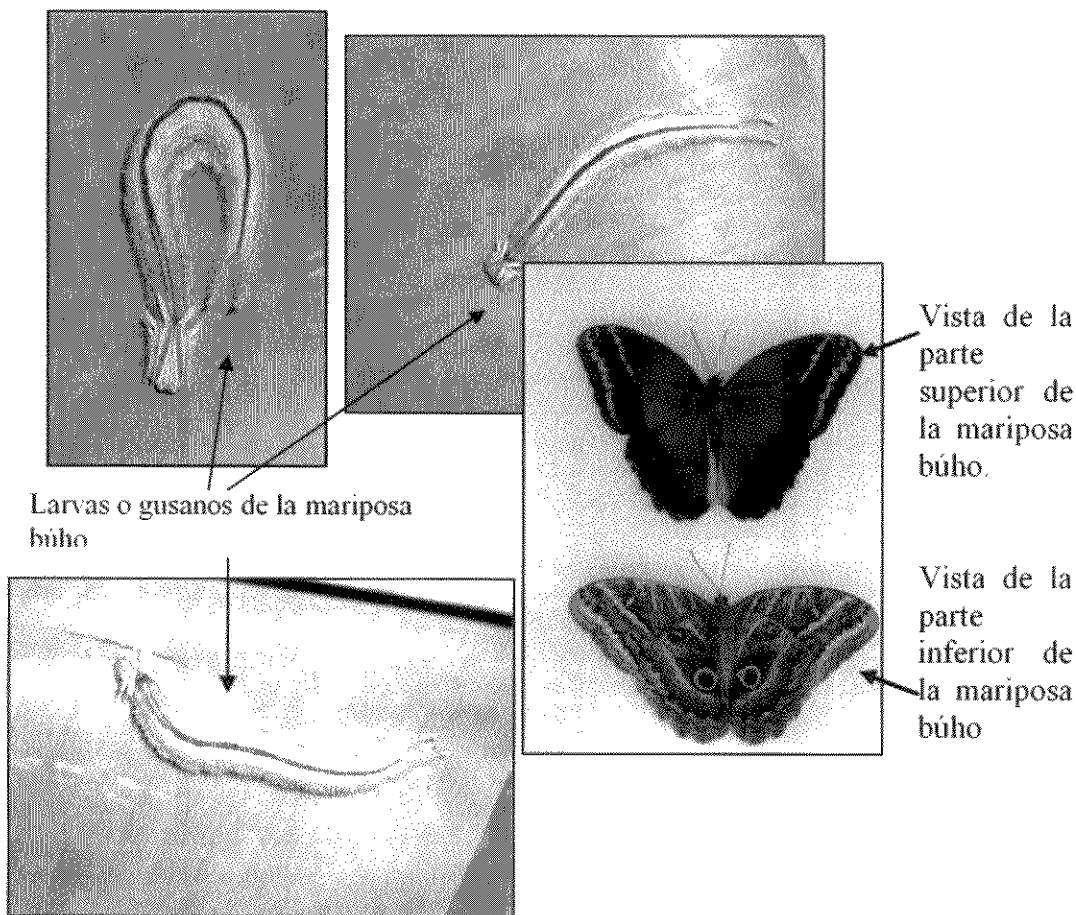 Vista de la
parte
superior de
la mariposa
búho.
Larvas o gusanos de la mariposa
búho
Vista de la
parte
inferior de
la mariposa
búho